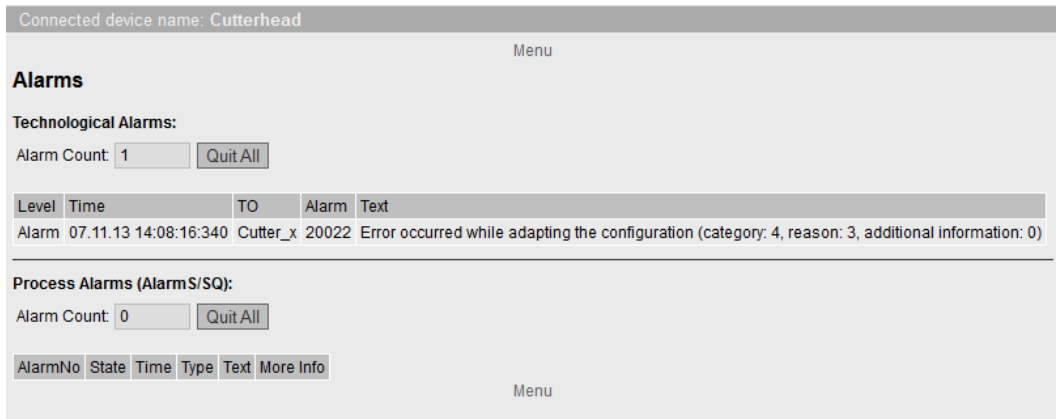 Connected device name: Cutterhead
Menu
Alarms
Technological Alarms:
Alarm Count: 1 Quit All
Level Time TO Alarm Text
Alarm 07.11.13 14:08:16:340 Cutter_x 20022 Error occurred while adapting the configuration (category: 4, reason: 3, additional information: 0)
Process Alarms (AlarmS/SQ):
Alarm Count: 0 Quit All
AlarmNo State Time Type Text More Info
Menu